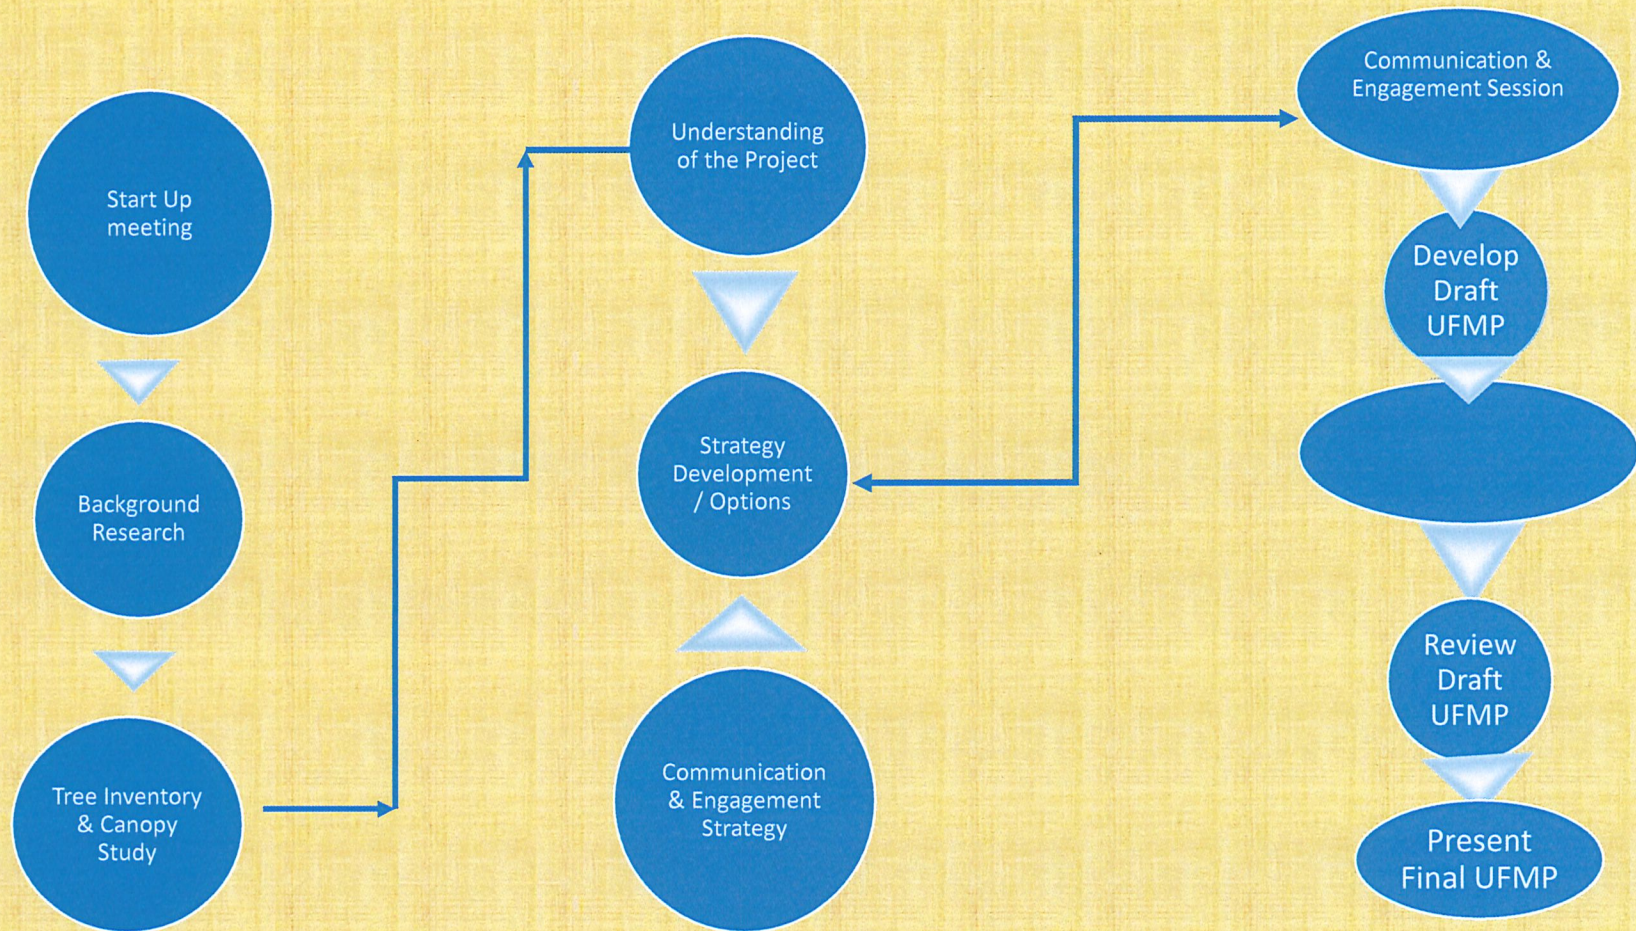 Start Up
meeting
Background
Research
Tree Inventory
& Canopy
Study
Understanding
of the Project
Strategy
Development
/ Options
Communication
& Engagement
Strategy
Communication &
Engagement Session
Develop
Draft
UFMP
Review
Draft
UFMP
Present
Final UFMP